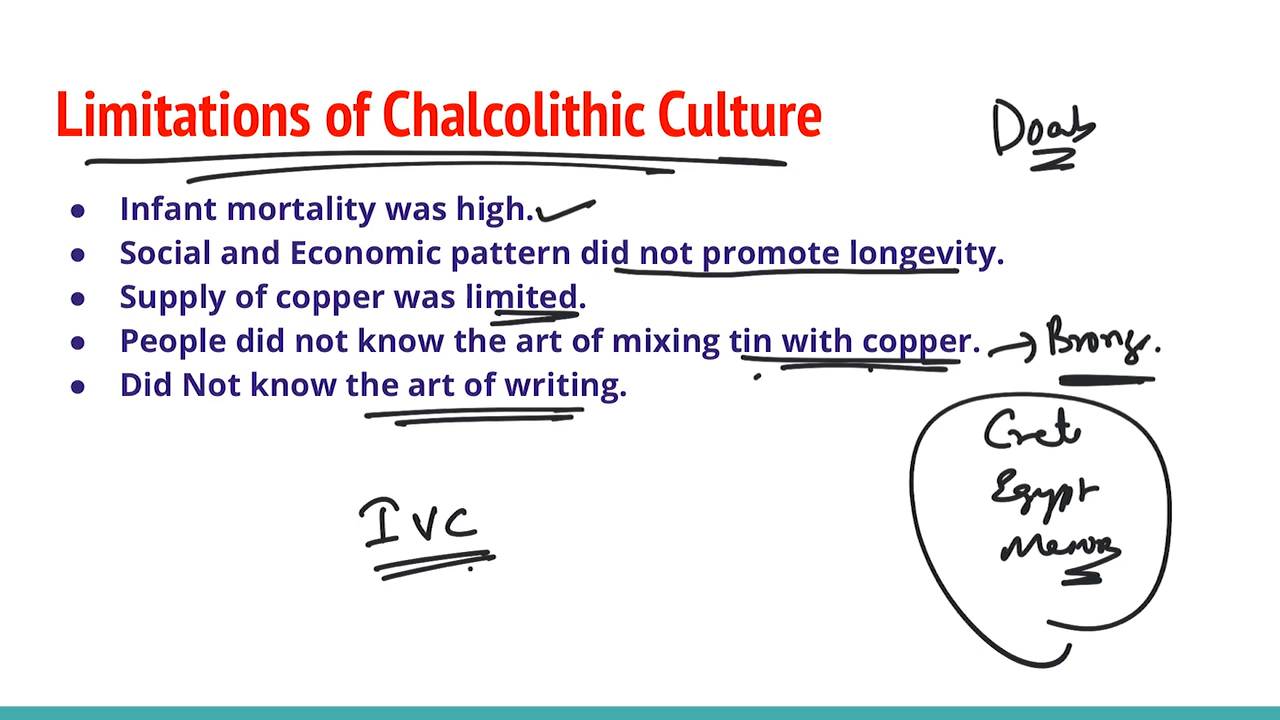 Limitations of Chalcolithic Culture
Doab
● Infant mortality was high.
● Social and Economic pattern did not promote longevity.
● Supply of copper was limited.
● People did not know the art of mixing tin with copper. → Bronze.
● Did Not know the art of writing.
Crete
Egypt
IVC